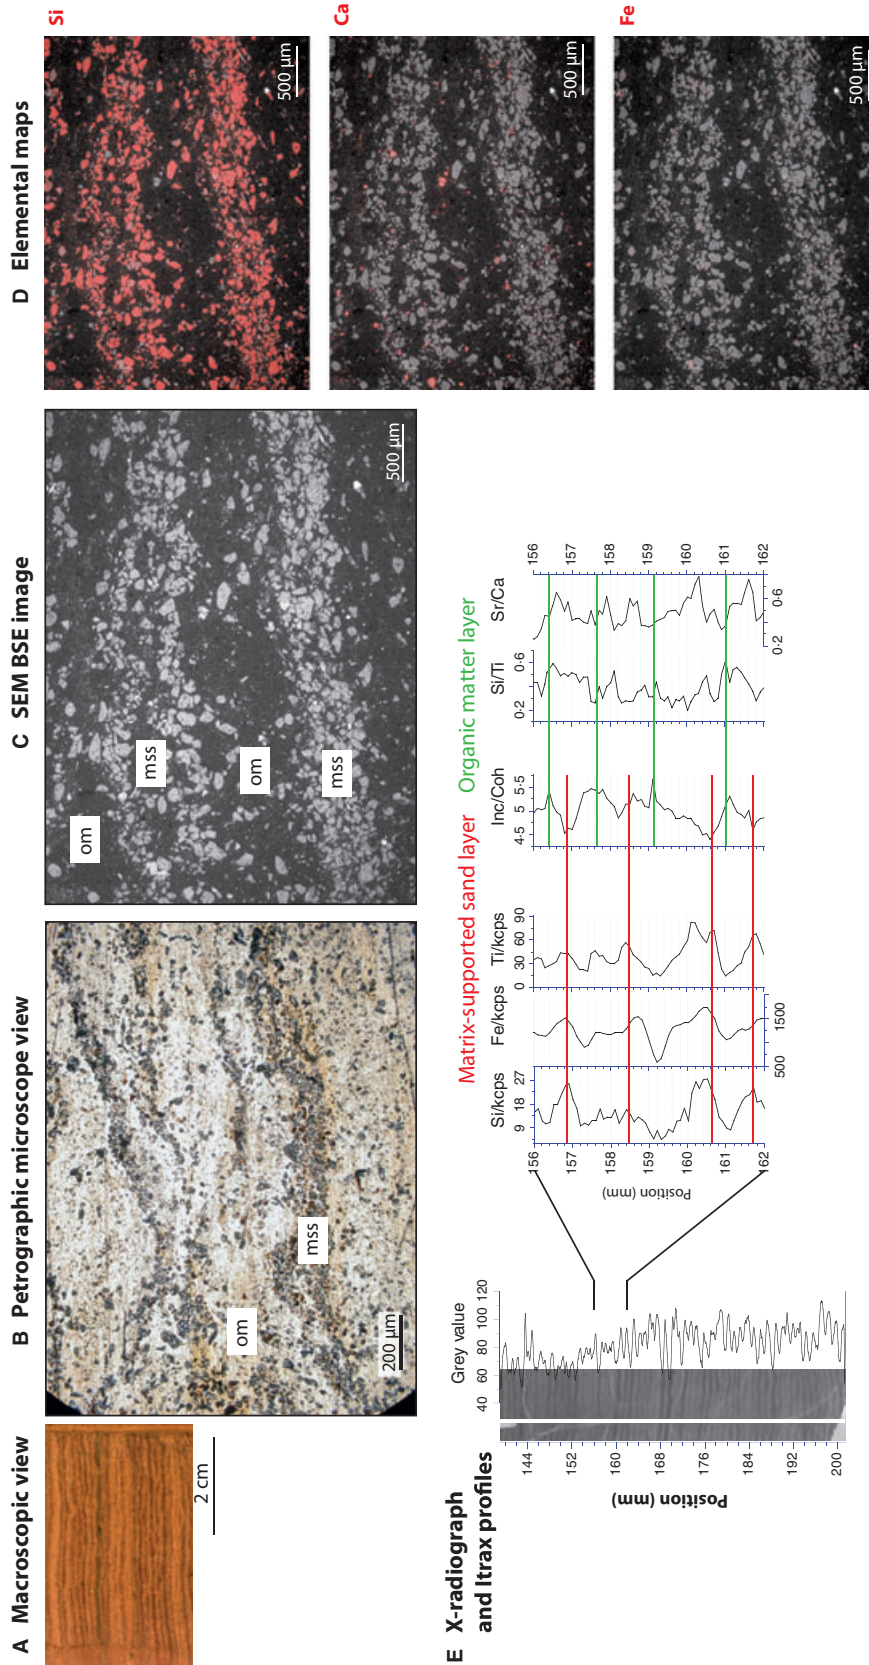 A Macroscopic view
2 cm
B Petrographic microscope view
om
mss
200 µm
C SEM BSE image
om
mss
om
mss
500 µm
D Elemental maps
Si
500 µm
Ca
500 µm
Fe
500 µm
E X-radiograph
and Itrax profiles
Grey value
40 60 80 100 120
Position (mm)
144
152
160
168
176
184
192
200
Matrix-supported sand layer Organic matter layer
Si/kcps
9 18 27
Fe/kcps
500 1500
Ti/kcps
0 30 60 90
Inc/Coh
4·5 5 5·5
Si/Ti
0·2 0·6
Sr/Ca
0·2 0·6
Position (mm)
156
157
158
159
160
161
162
156
157
158
159
160
161
162